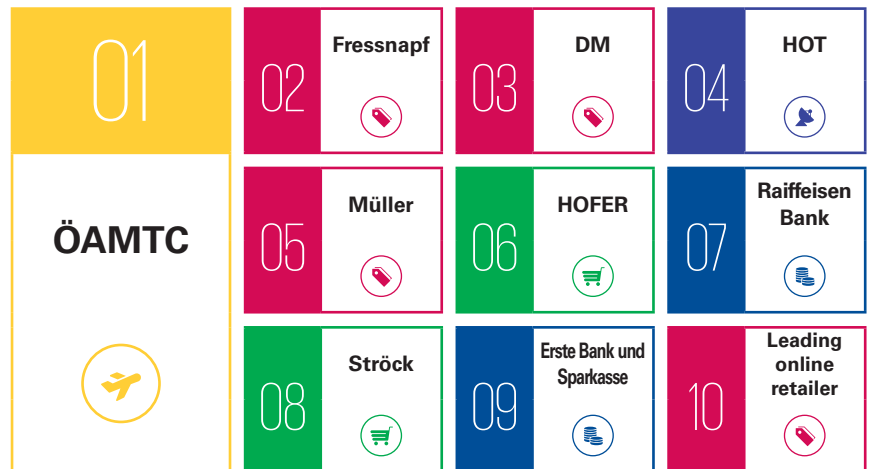 01
ÖAMTC
02
Fressnapf
03
DM
04
HOT
05
Müller
06
HOFER
07
Raiffeisen
Bank
08
Ströck
09
Erste Bank und
Sparkasse
10
Leading
online
retailer